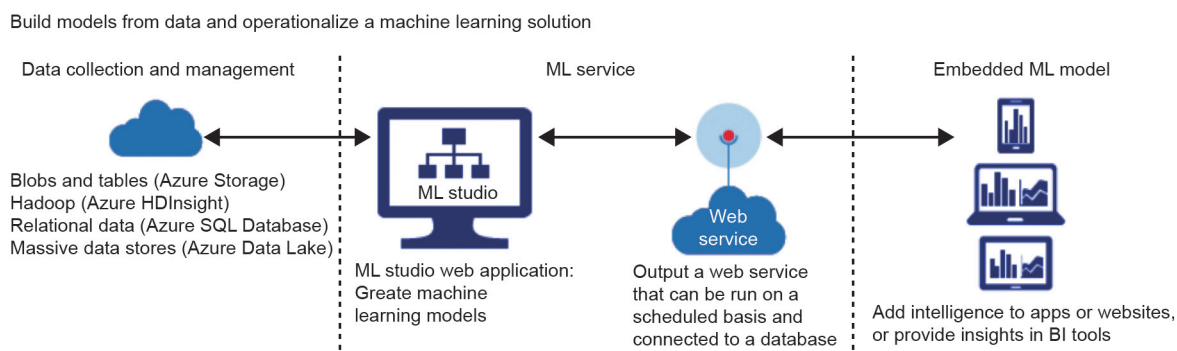 Build models from data and operationalize a machine learning solution
Data collection and management
Blobs and tables (Azure Storage)
Hadoop (Azure HDInsight)
Relational data (Azure SQL Database)
Massive data stores (Azure Data Lake)
ML service
ML studio
ML studio web application:
Greate machine
learning models
Web
service
Output a web service
that can be run on a
scheduled basis and
connected to a database
Embedded ML model
Add intelligence to apps or websites,
or provide insights in BI tools